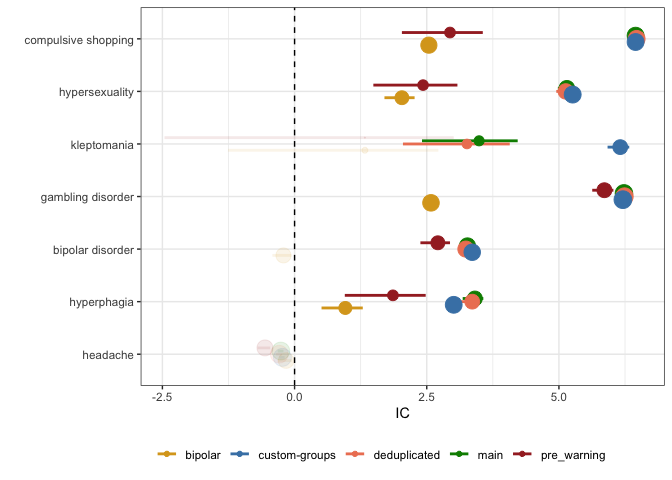 compulsive shopping
hypersexuality
kleptomania
gambling disorder
bipolar disorder
hyperphagia
headache
-2.5 0.0 2.5 5.0
IC
bipolar custom-groups deduplicated main pre_warning